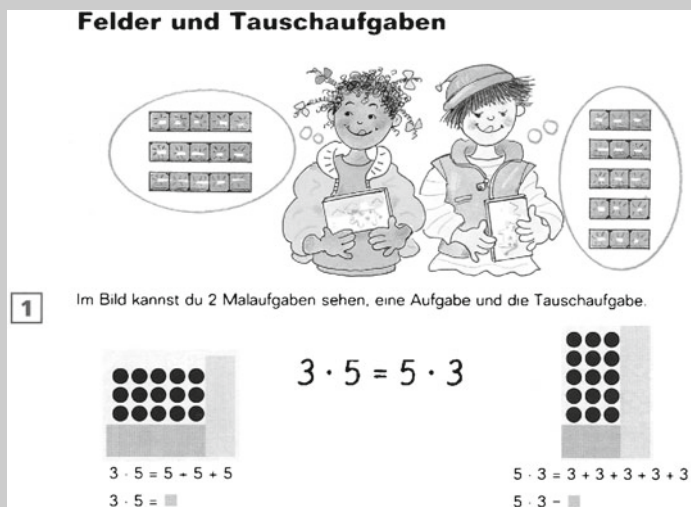 Felder und Tauschaufgaben
1 Im Bild kannst du 2 Malaufgaben sehen, eine Aufgabe und die Tauschaufgabe.
3 · 5 = 5 · 3
3 · 5 = 5 + 5 + 5
3 · 5 =
5 · 3 = 3 + 3 + 3 + 3 + 3
5 · 3 =